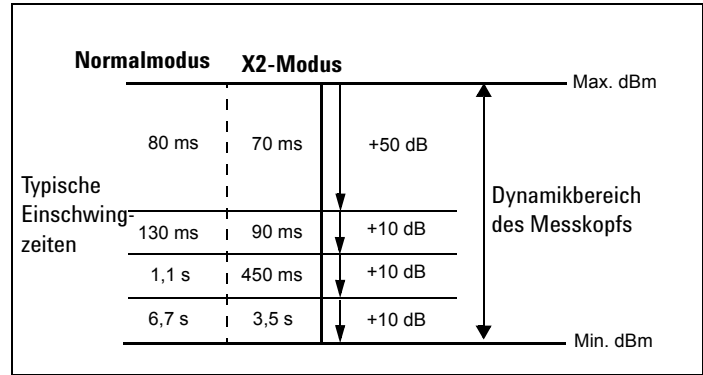 Normalmodus X2-Modus
Max. dBm
80 ms 70 ms +50 dB
Typische
Einschwing-
zeiten
Dynamikbereich
des Messkopfs
130 ms 90 ms +10 dB
1,1 s 450 ms +10 dB
6,7 s 3,5 s +10 dB
Min. dBm